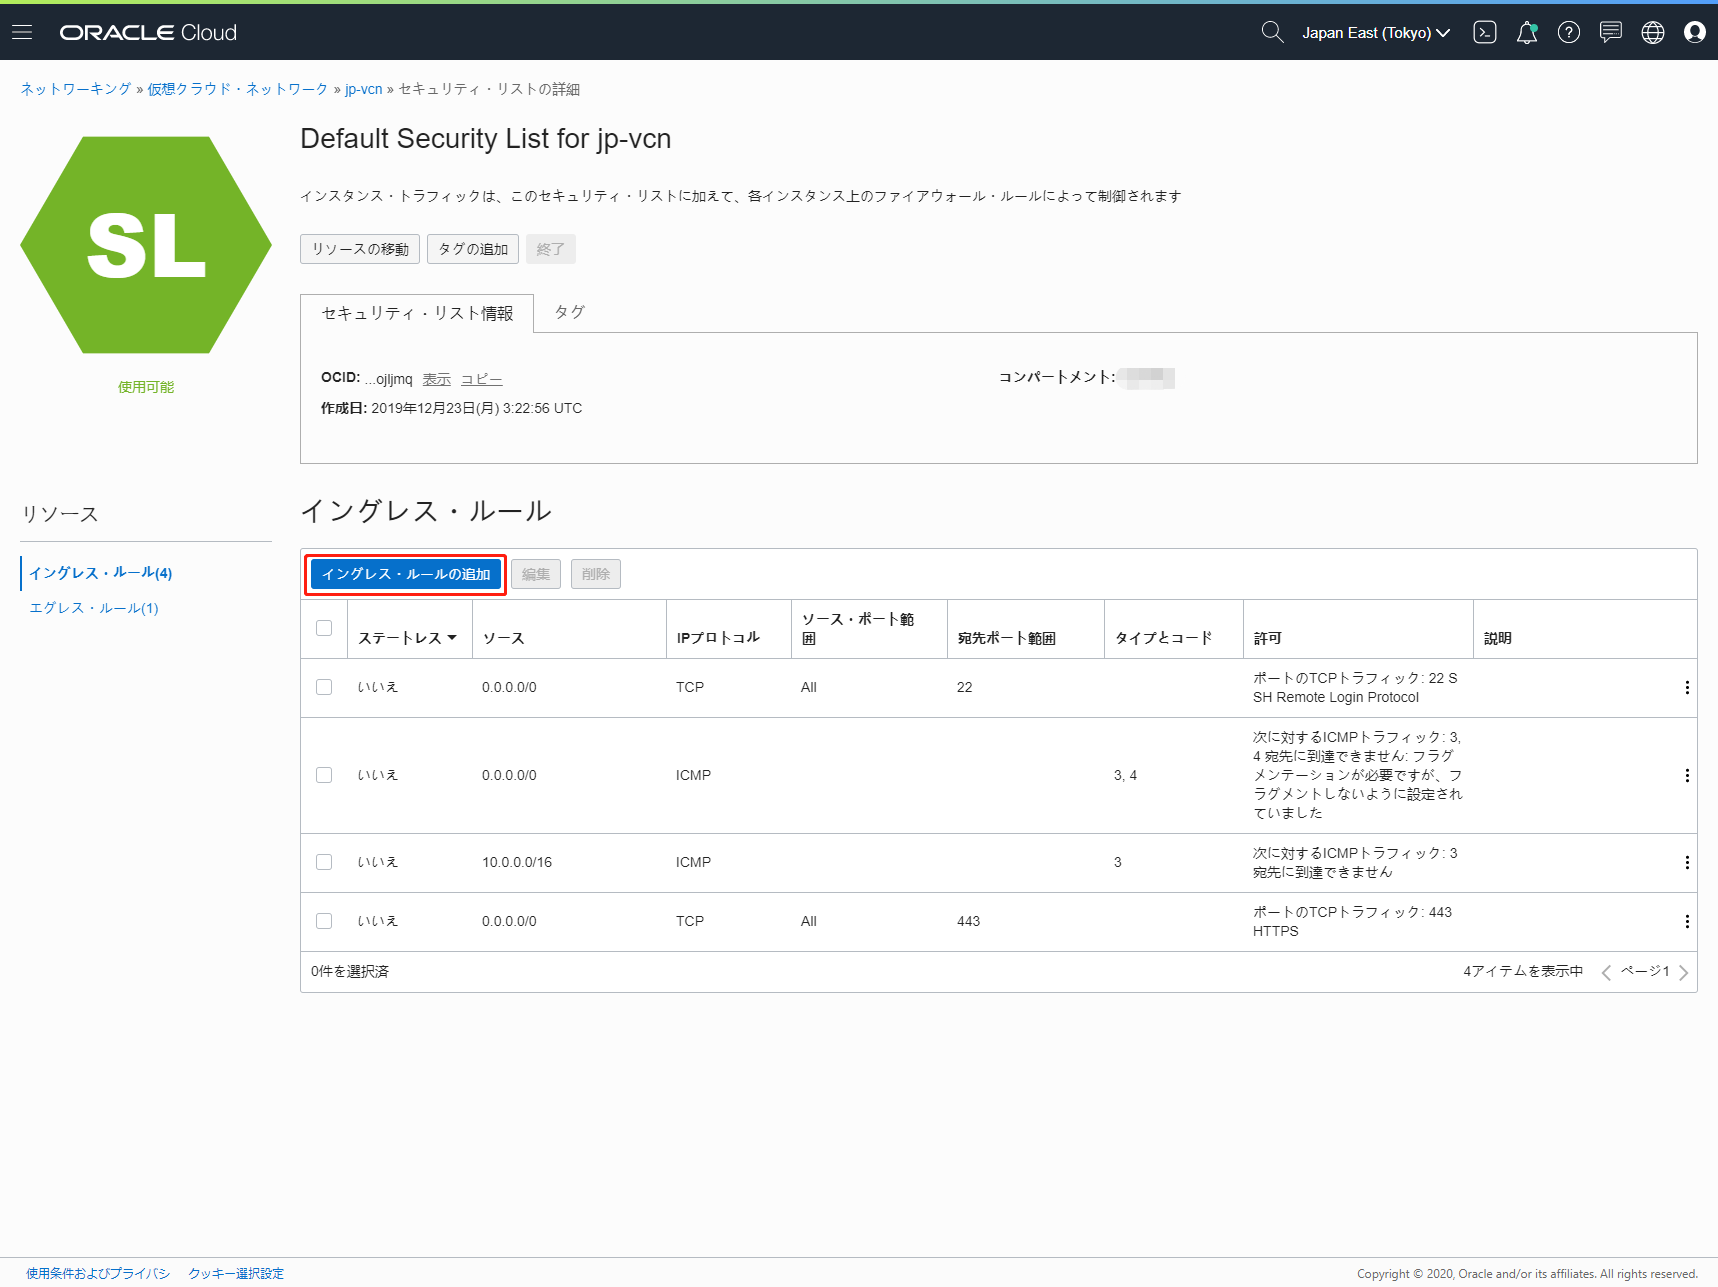 ORACLE Cloud
Japan East (Tokyo)
ネットワーキング » 仮想クラウド・ネットワーク » jp-vcn » セキュリティ・リストの詳細
SL
使用可能
Default Security List for jp-vcn
インスタンス・トラフィックは、このセキュリティ・リストに加えて、各インスタンス上のファイアウォール・ルールによって制御されます
リソースの移動 タグの追加 終了
セキュリティ・リスト情報 タグ
OCID: ...ojljmq 表示 コピー
コンパートメント:
作成日: 2019年12月23日(月) 3:22:56 UTC
リソース
イングレス・ルール(4)
エグレス・ルール(1)
イングレス・ルール
イングレス・ルールの追加 編集 削除
ステートレス ソース IPプロトコル ソース・ポート範囲 宛先ポート範囲 タイプとコード 許可 説明
いいえ 0.0.0.0/0 TCP All 22 ポートのTCPトラフィック: 22 S
SH Remote Login Protocol
いいえ 0.0.0.0/0 ICMP 3, 4 次に対するICMPトラフィック: 3,
4 宛先に到達できません: フラグ
メンテーションが必要ですが、フ
ラグメントしないように設定され
ていました
いいえ 10.0.0.0/16 ICMP 3 次に対するICMPトラフィック: 3
宛先に到達できません
いいえ 0.0.0.0/0 TCP All 443 ポートのTCPトラフィック: 443
HTTPS
0件を選択済
4アイテムを表示中 ページ1
使用条件およびプライバシ クッキー選択設定
Copyright © 2020, Oracle and/or its affiliates. All rights reserved.